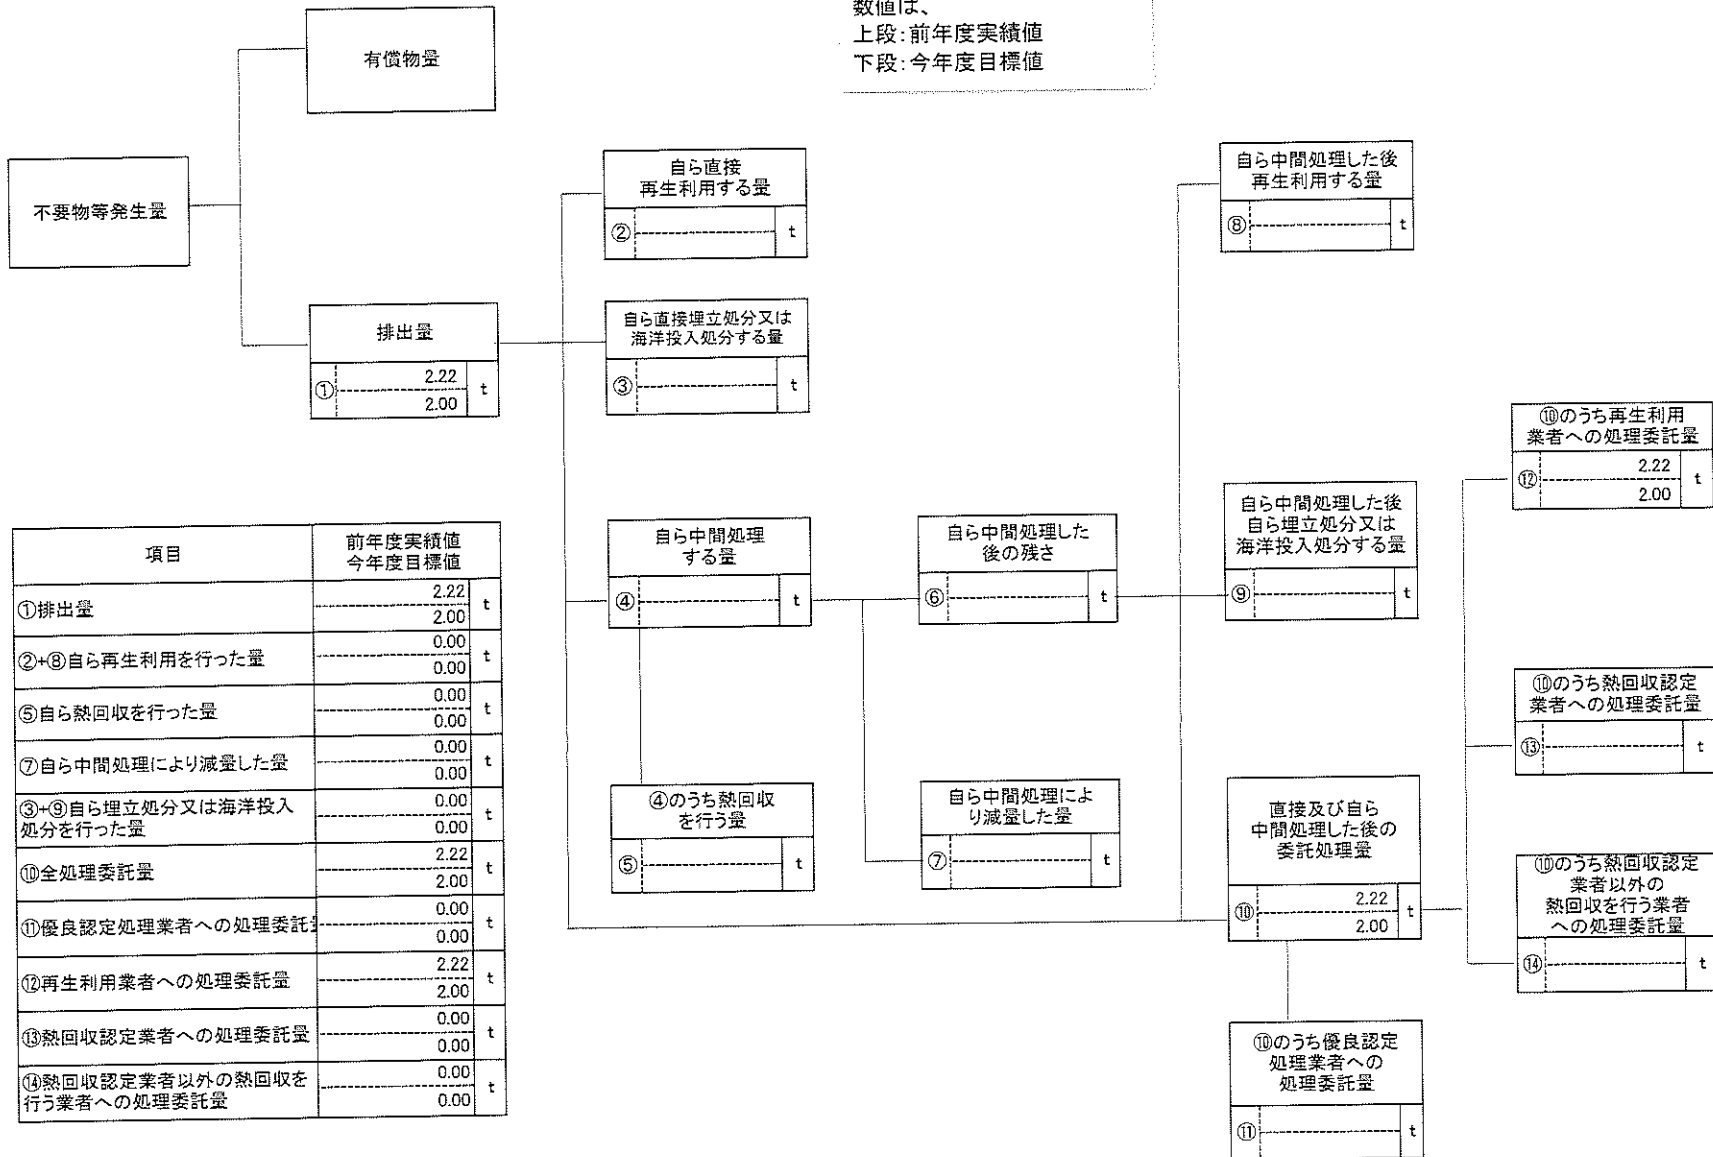 数値は、
上段:前年度実績値
下段:今年度目標値
有償物量
不要物等発生量
排出量
① 2.22 t
2.00
自ら直接
再生利用する量
② t
自ら直接埋立処分又は
海洋投入処分する量
③ t
自ら中間処理
する量
④ t
④のうち熱回収
を行う量
⑤ t
自ら中間処理した
後の残さ
⑥ t
自ら中間処理によ
り減量した量
⑦ t
自ら中間処理した後
再生利用する量
⑧ t
自ら中間処理した後
自ら埋立処分又は
海洋投入処分する量
⑨ t
直接及び自ら
中間処理した後の
委託処理量
⑩ 2.22 t
2.00
⑩のうち優良認定
処理業者への
処理委託量
⑪ t
⑩のうち再生利用
業者への処理委託量
⑫ 2.22 t
2.00
⑩のうち熱回収認定
業者への処理委託量
⑬ t
⑩のうち熱回収認定
業者以外の
熱回収を行う業者
への処理委託量
⑭ t
項目 前年度実績値
今年度目標値
①排出量 2.22 t
2.00
②+⑧自ら再生利用を行った量 0.00 t
0.00
⑤自ら熱回収を行った量 0.00 t
0.00
⑦自ら中間処理により減量した量 0.00 t
0.00
③+⑨自ら埋立処分又は海洋投入
処分を行った量 0.00 t
0.00
⑩全処理委託量 2.22 t
2.00
⑪優良認定処理業者への処理委託 0.00 t
0.00
⑫再生利用業者への処理委託量 2.22 t
2.00
⑬熱回収認定業者への処理委託量 0.00 t
0.00
⑭熱回収認定業者以外の熱回収を
行う業者への処理委託量 0.00 t
0.00